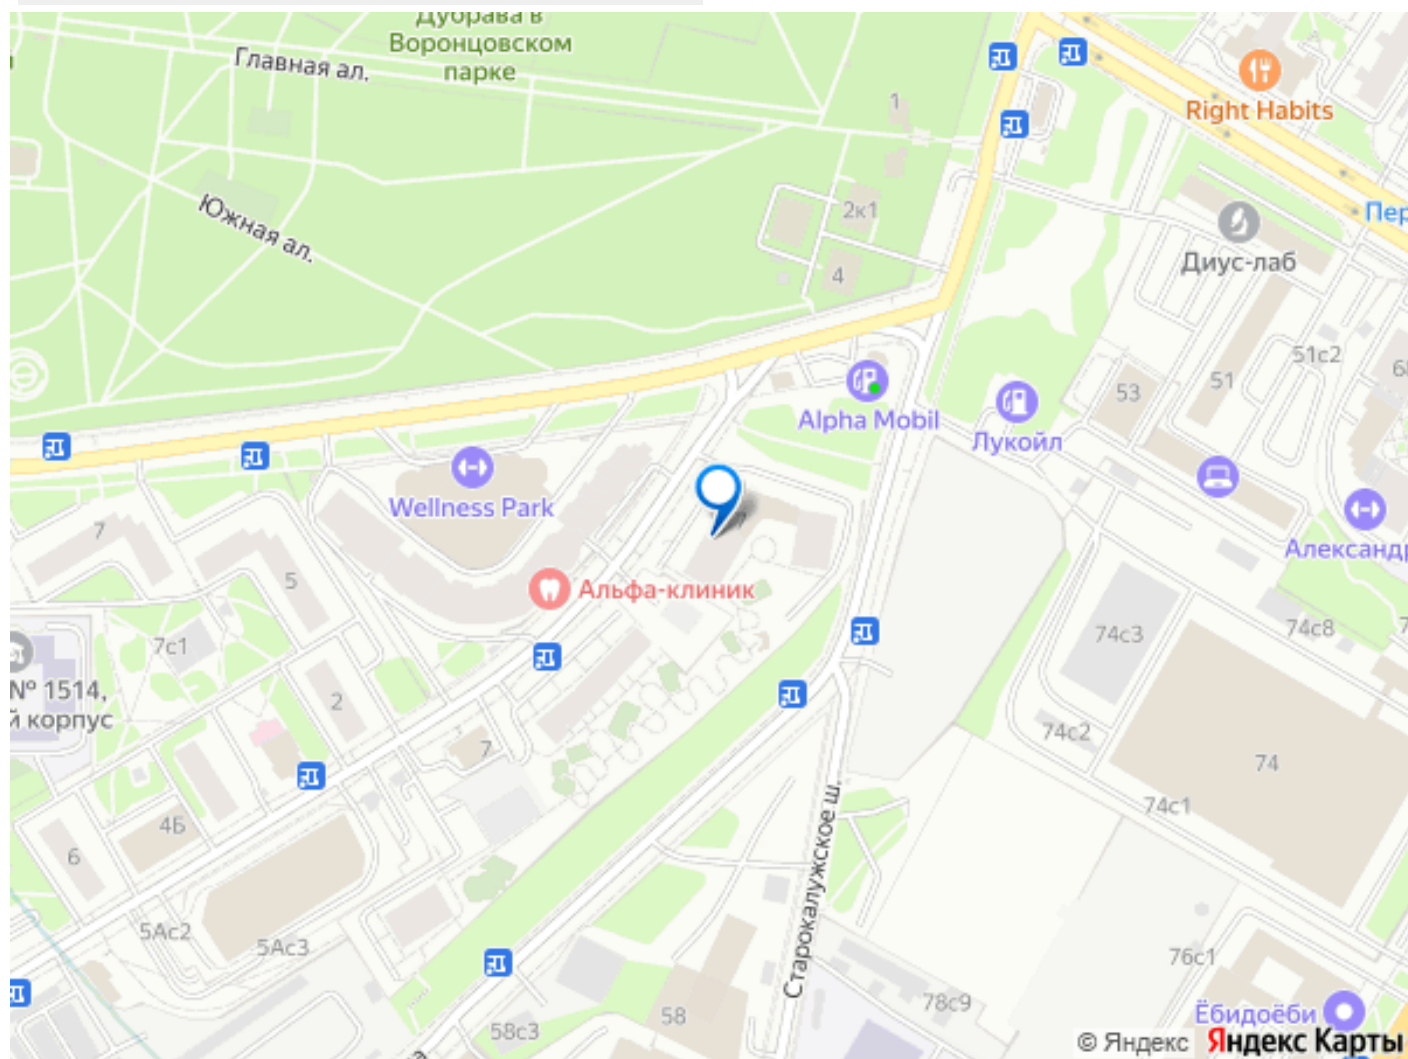 Дубрава в
Воронцовском
парке
Главная ал.
Right Habits
1
Южная ал.
2к1
Пер
Диус-лаб
4
51с2
53
51
Alpha Mobil
Лукойл
Wellness Park
7
Александр
5
Альфа-клиник
7с1
74с3
74с8
№ 1514,
й корпус
2
74с2
7
74
74с1
4Б
6
Старокалужское ш.
5Ас2
5Ас3
76с1
78с9
58
58с3
Ёбидоёби
© Яндекс Яндекс Карты